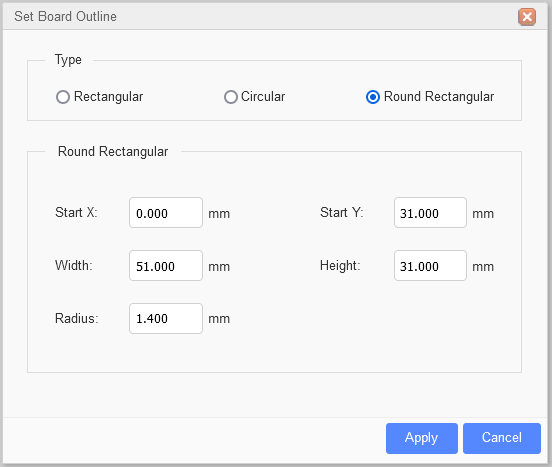 Set Board Outline
Type
Rectangular Circular Round Rectangular
Round Rectangular
Start X: 0.000 mm Start Y: 31.000 mm
Width: 51.000 mm Height: 31.000 mm
Radius: 1.400 mm
Apply Cancel